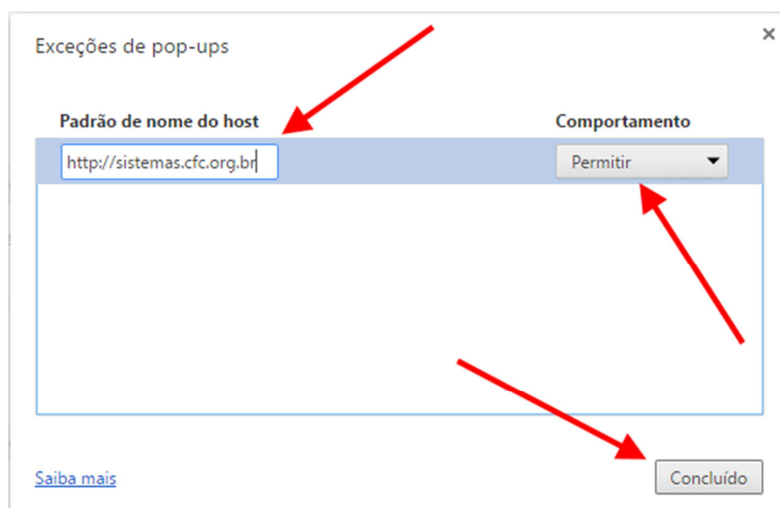 Exceções de pop-ups
×
Padrão de nome do host Comportamento
http://sistemas.cfc.org.br Permitir
Saiba mais Concluído